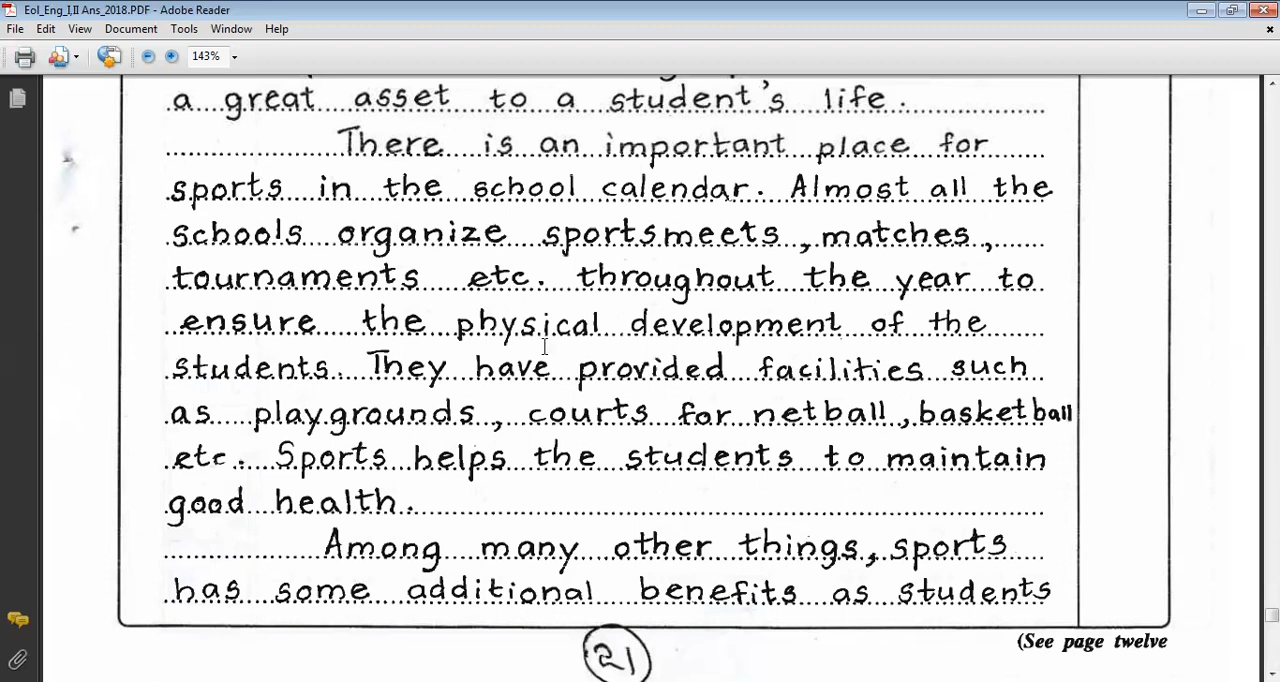 Eol_Eng_I,II Ans_2018.PDF - Adobe Reader
File Edit View Document Tools Window Help
143%
a great asset to a student's life.
There is an important place for
sports in the school calendar. Almost all the
schools organize sportsmeets, matches,
tournaments etc. throughout the year to
ensure the physical development of the
students. They have provided facilities such
as playgrounds, courts for netball, basketball
etc. Sports helps the students to maintain
good health.
Among many other things, sports
has some additional benefits as students
(See page twelve
21